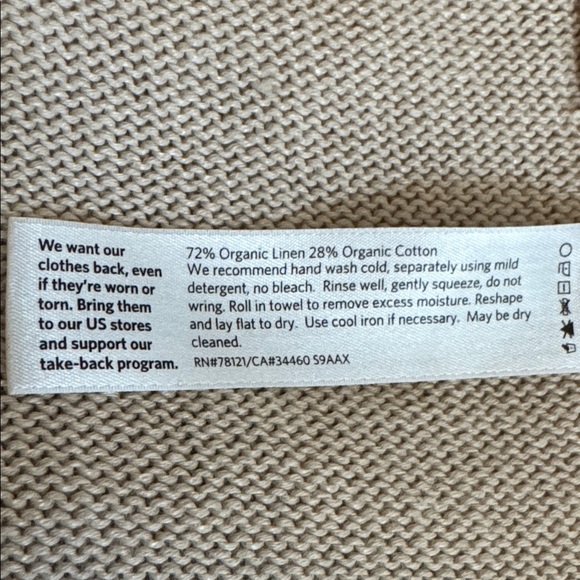 We want our
clothes back, even
if they're worn or
torn. Bring them
to our US stores
and support our
take-back program.
72% Organic Linen 28% Organic Cotton
We recommend hand wash cold, separately using mild
detergent, no bleach. Rinse well, gently squeeze, do not
wring. Roll in towel to remove excess moisture. Reshape
and lay flat to dry. Use cool iron if necessary. May be dry
cleaned.
RN#78121/CA#34460 S9AAX